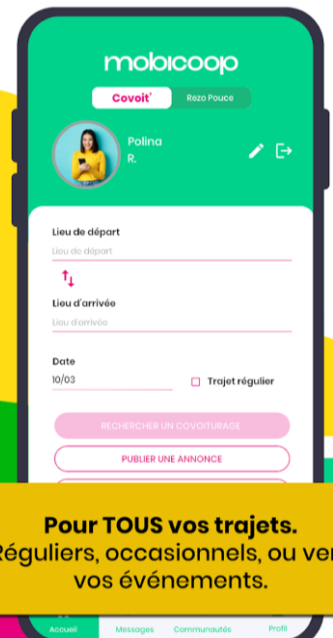 mobicoop
Covoit' Rezo Pouce
Polina
R.
Lieu de départ
Lieu de départ
Lieu d'arrivée
Lieu d'arrivée
Date
10/03 Trajet régulier
RECHERCHER UN COVOITURAGE
PUBLIER UNE ANNONCE
Pour TOUS vos trajets.
Réguliers, occasionnels, ou ver
vos événements.
Accueil Messages Communautés Profil